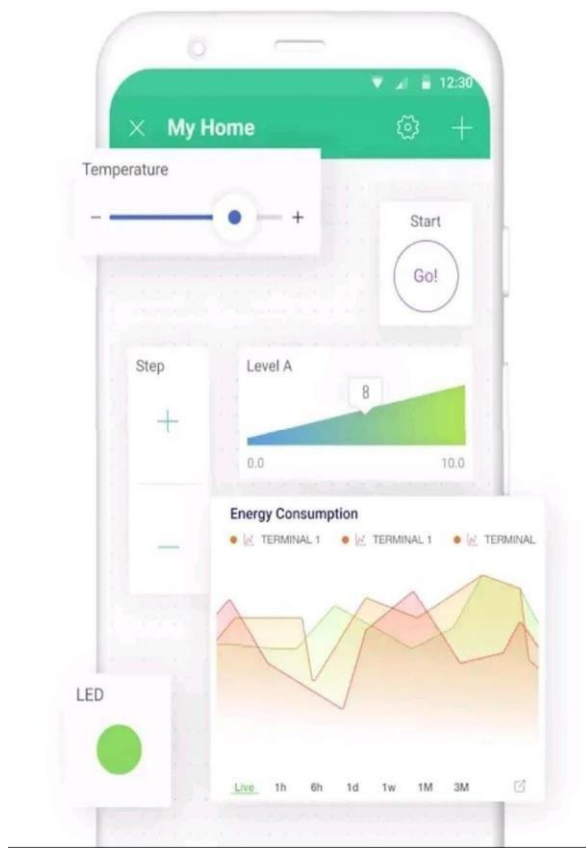 12:30
My Home
Temperature
- +
Start
Go!
Step
+
-
Level A
8
0.0 10.0
Energy Consumption
TERMINAL 1 TERMINAL 1 TERMINAL
Live 1h 6h 1d 1w 1M 3M
LED